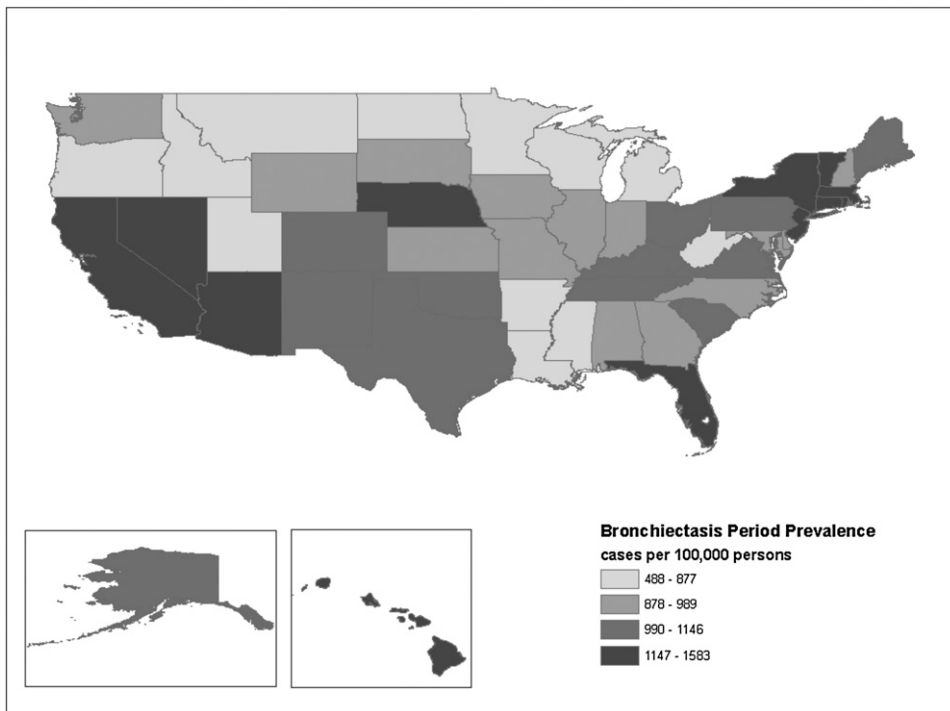 Bronchiectasis Period Prevalence
cases per 100,000 persons
488 - 877
878 - 989
990 - 1146
1147 - 1583